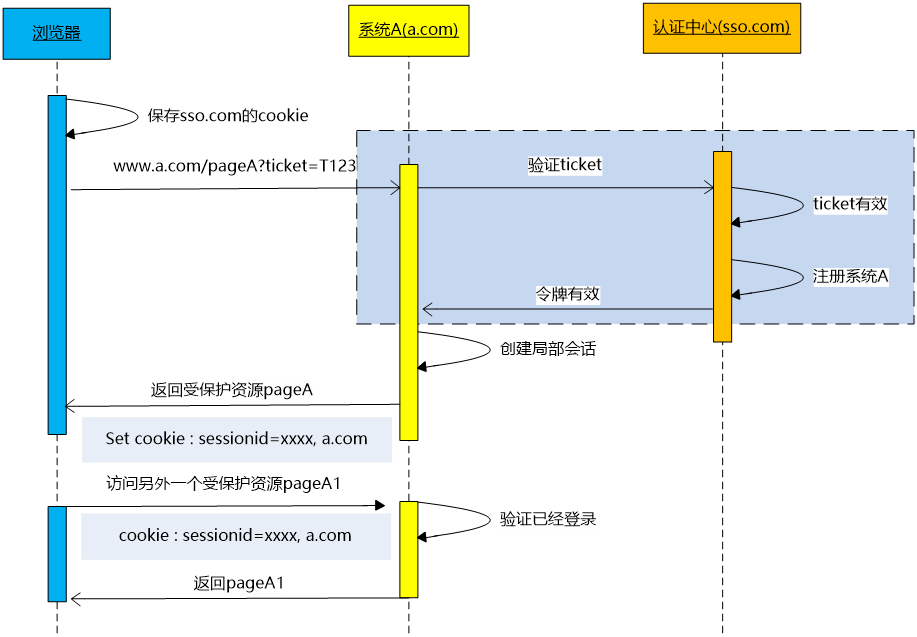 浏览器
系统A(a.com)
认证中心(sso.com)
保存sso.com的cookie
www.a.com/pageA?ticket=T123
验证ticket
ticket有效
注册系统A
令牌有效
创建局部会话
返回受保护资源pageA
Set cookie : sessionid=xxxx, a.com
访问另外一个受保护资源pageA1
验证已经登录
cookie : sessionid=xxxx, a.com
返回pageA1